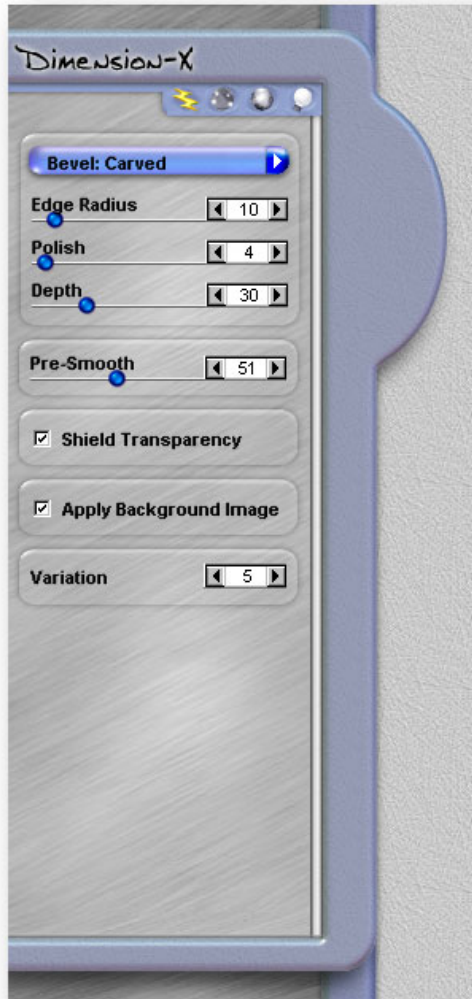 Dimension-X
Bevel: Carved
Edge Radius 10
Polish 4
Depth 30
Pre-Smooth 51
Shield Transparency
Apply Background Image
Variation 5